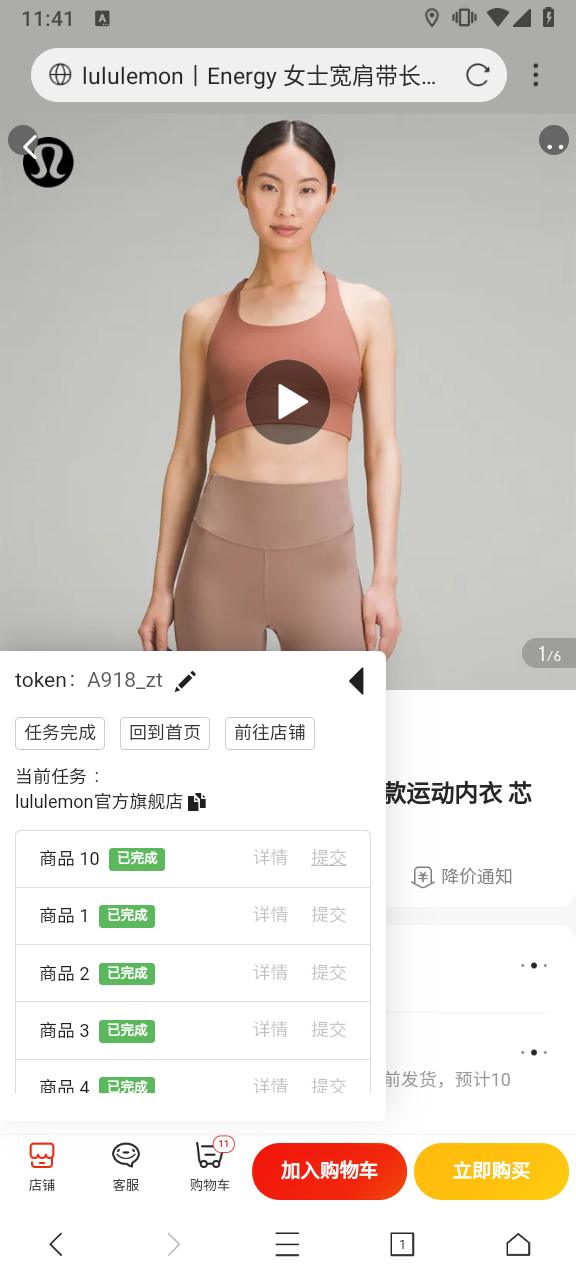 11:41
A
lululemon丨Energy 女士宽肩带长...
1/6
token： A918_zt
任务完成 回到首页 前往店铺
当前任务：
lululemon官方旗舰店
款运动内衣 芯
商品 10 已完成 详情 提交
降价通知
商品 1 已完成 详情 提交
商品 2 已完成 详情 提交
商品 3 已完成 详情 提交
商品 4 已完成 详情 提交
前发货，预计10
店铺 客服 购物车 11 加入购物车 立即购买
1